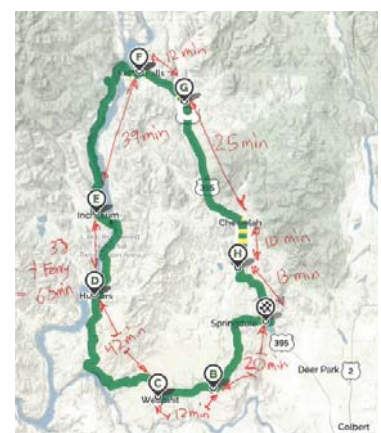 F
12 min
G
39 min
25 min
395
E
Inchelium
Chewelah
33
+ Ferry
= 63 min
10 min
H
13 min
D
Hunters
Springdale
395
42 min
20 min
Deer Park
2
C
B
Wellpinit
12 min
Colbert